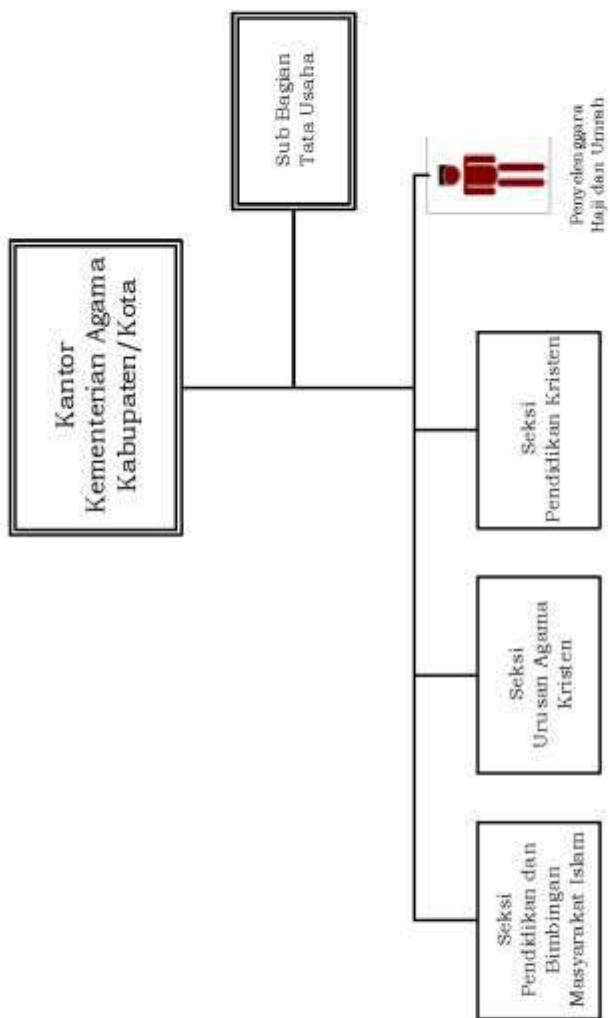 Kantor
Kementerian Agama
Kabupaten/Kota
Sub Bagian
Tata Usaha
Seksi
Pendidikan dan
Bimbingan
Masyarakat Islam
Seksi
Urusan Agama
Kristen
Seksi
Pendidikan Kristen
Penyelenggara
Haji dan Umrah